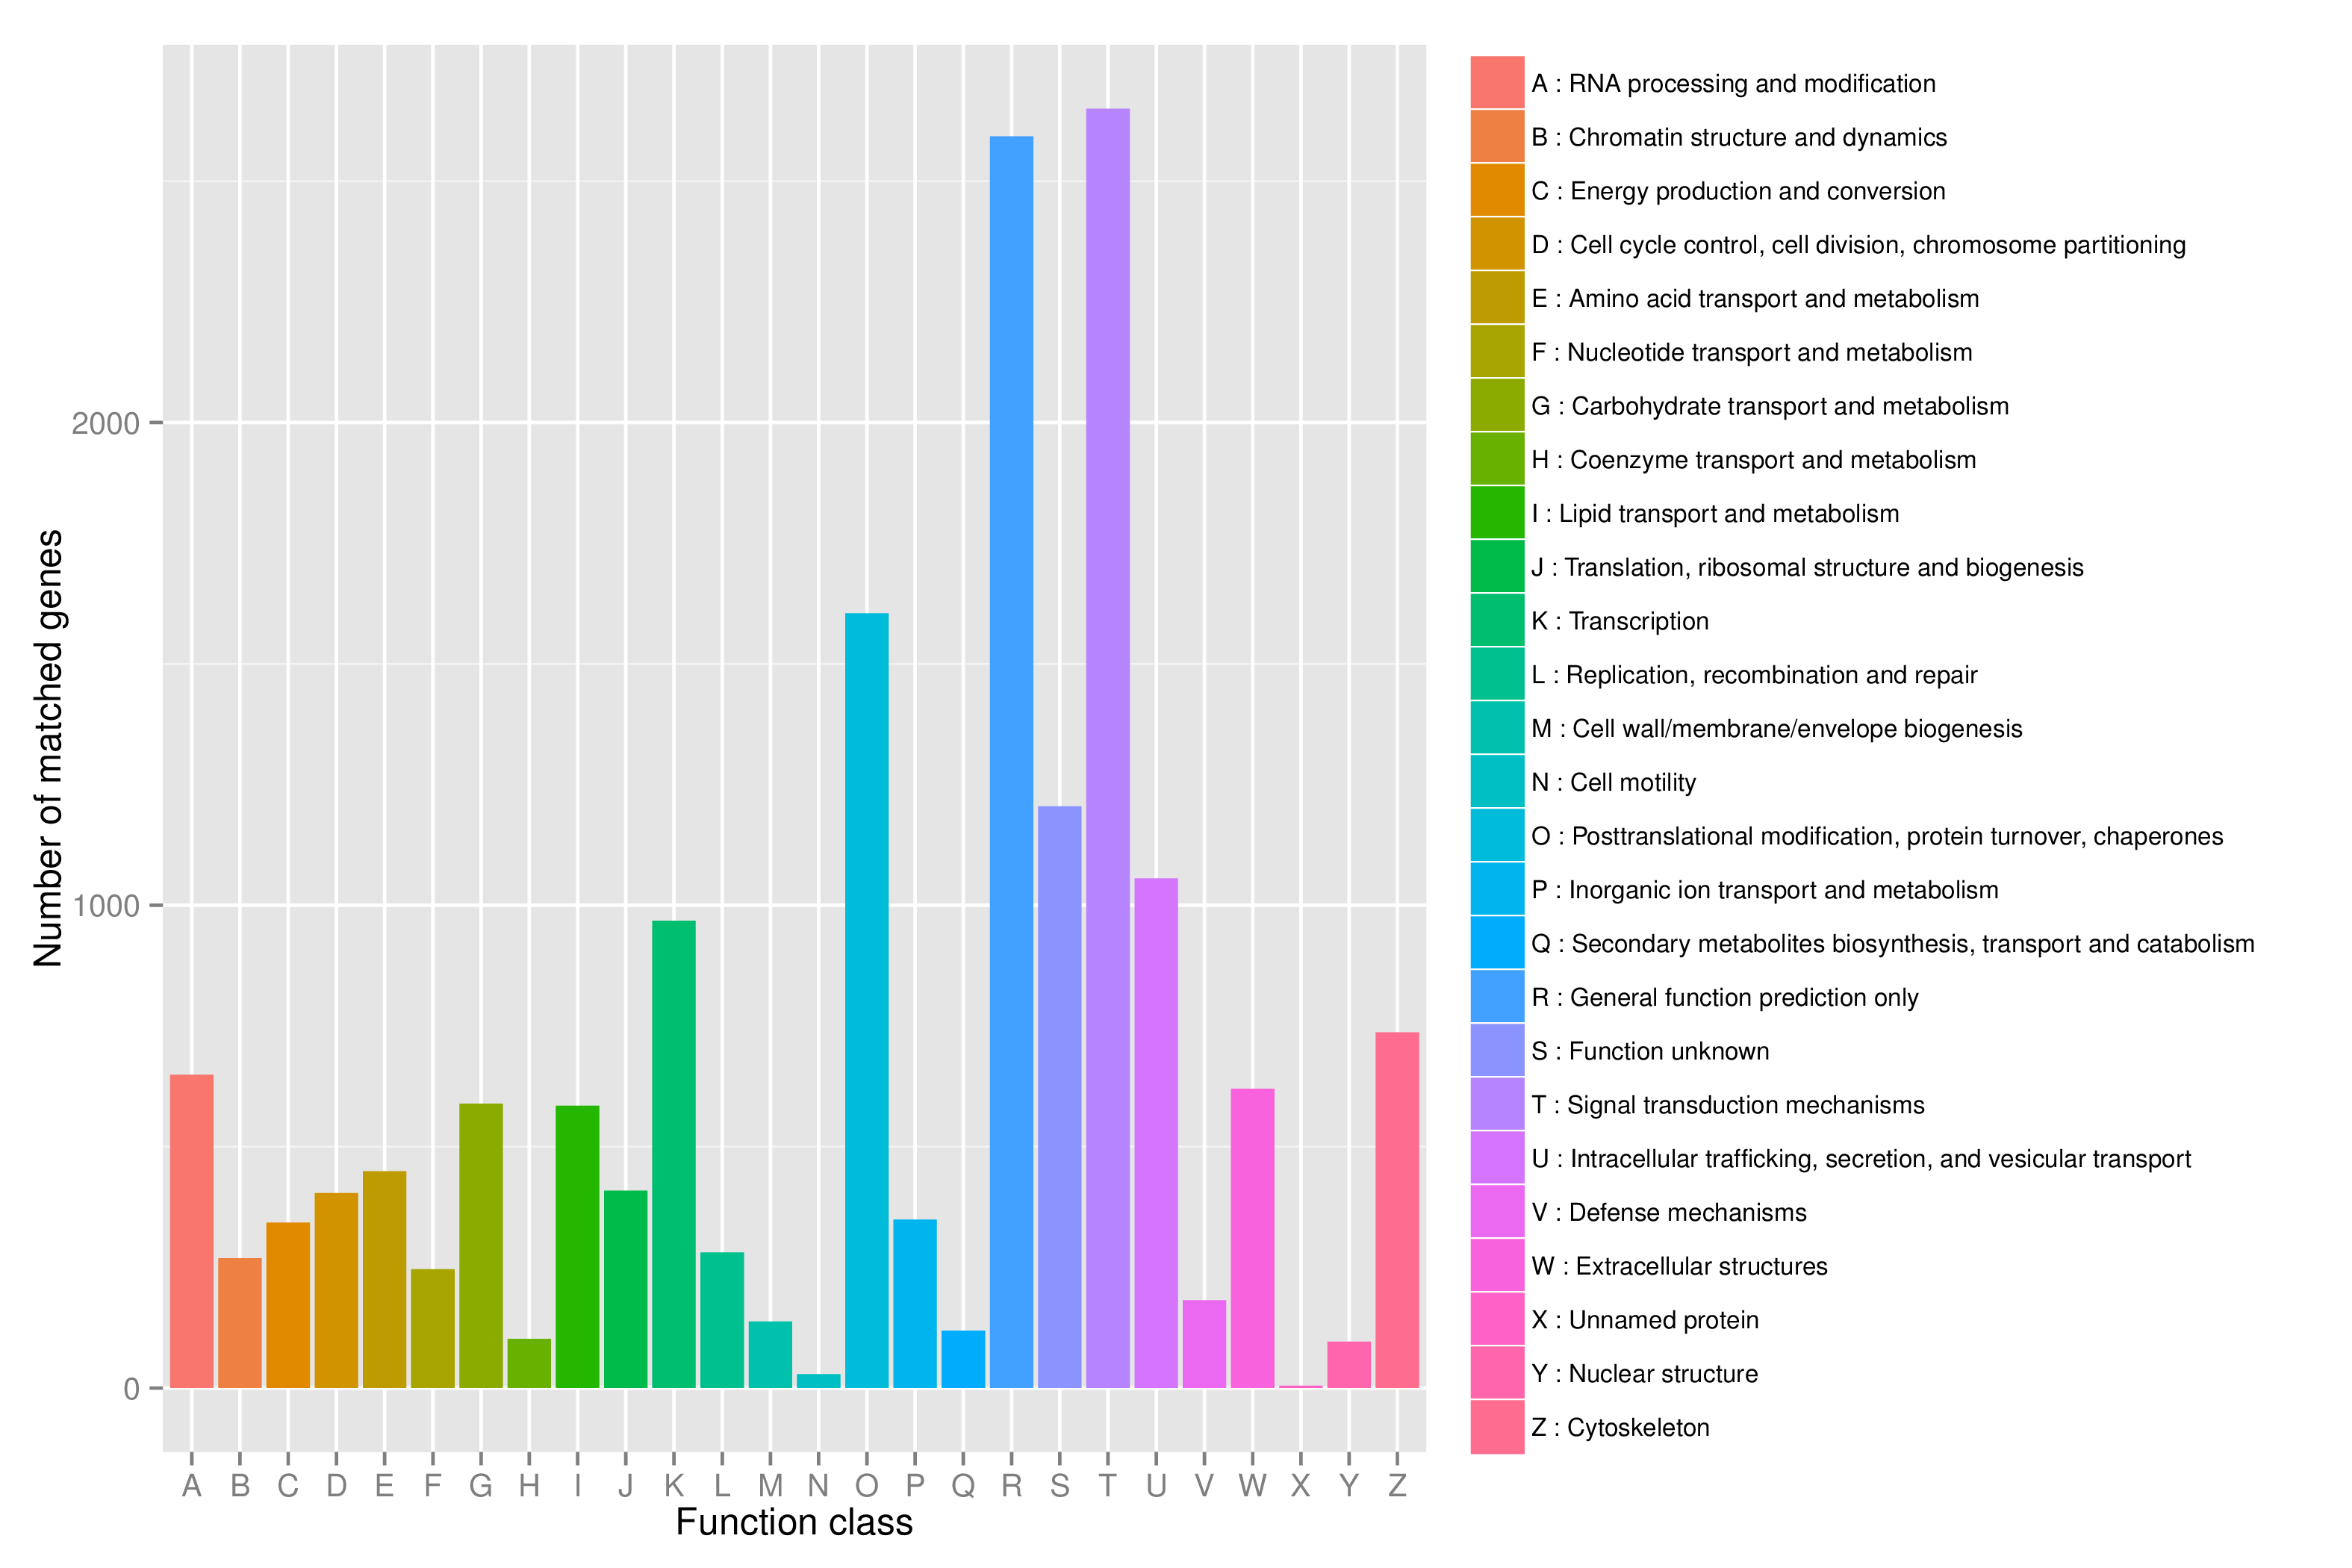 Number of matched genes
2000
1000
0
A B C D E F G H I J K L M N O P Q R S T U V W X Y Z
Function class
A : RNA processing and modification
B : Chromatin structure and dynamics
C : Energy production and conversion
D : Cell cycle control, cell division, chromosome partitioning
E : Amino acid transport and metabolism
F : Nucleotide transport and metabolism
G : Carbohydrate transport and metabolism
H : Coenzyme transport and metabolism
I : Lipid transport and metabolism
J : Translation, ribosomal structure and biogenesis
K : Transcription
L : Replication, recombination and repair
M : Cell wall/membrane/envelope biogenesis
N : Cell motility
O : Posttranslational modification, protein turnover, chaperones
P : Inorganic ion transport and metabolism
Q : Secondary metabolites biosynthesis, transport and catabolism
R : General function prediction only
S : Function unknown
T : Signal transduction mechanisms
U : Intracellular trafficking, secretion, and vesicular transport
V : Defense mechanisms
W : Extracellular structures
X : Unnamed protein
Y : Nuclear structure
Z : Cytoskeleton